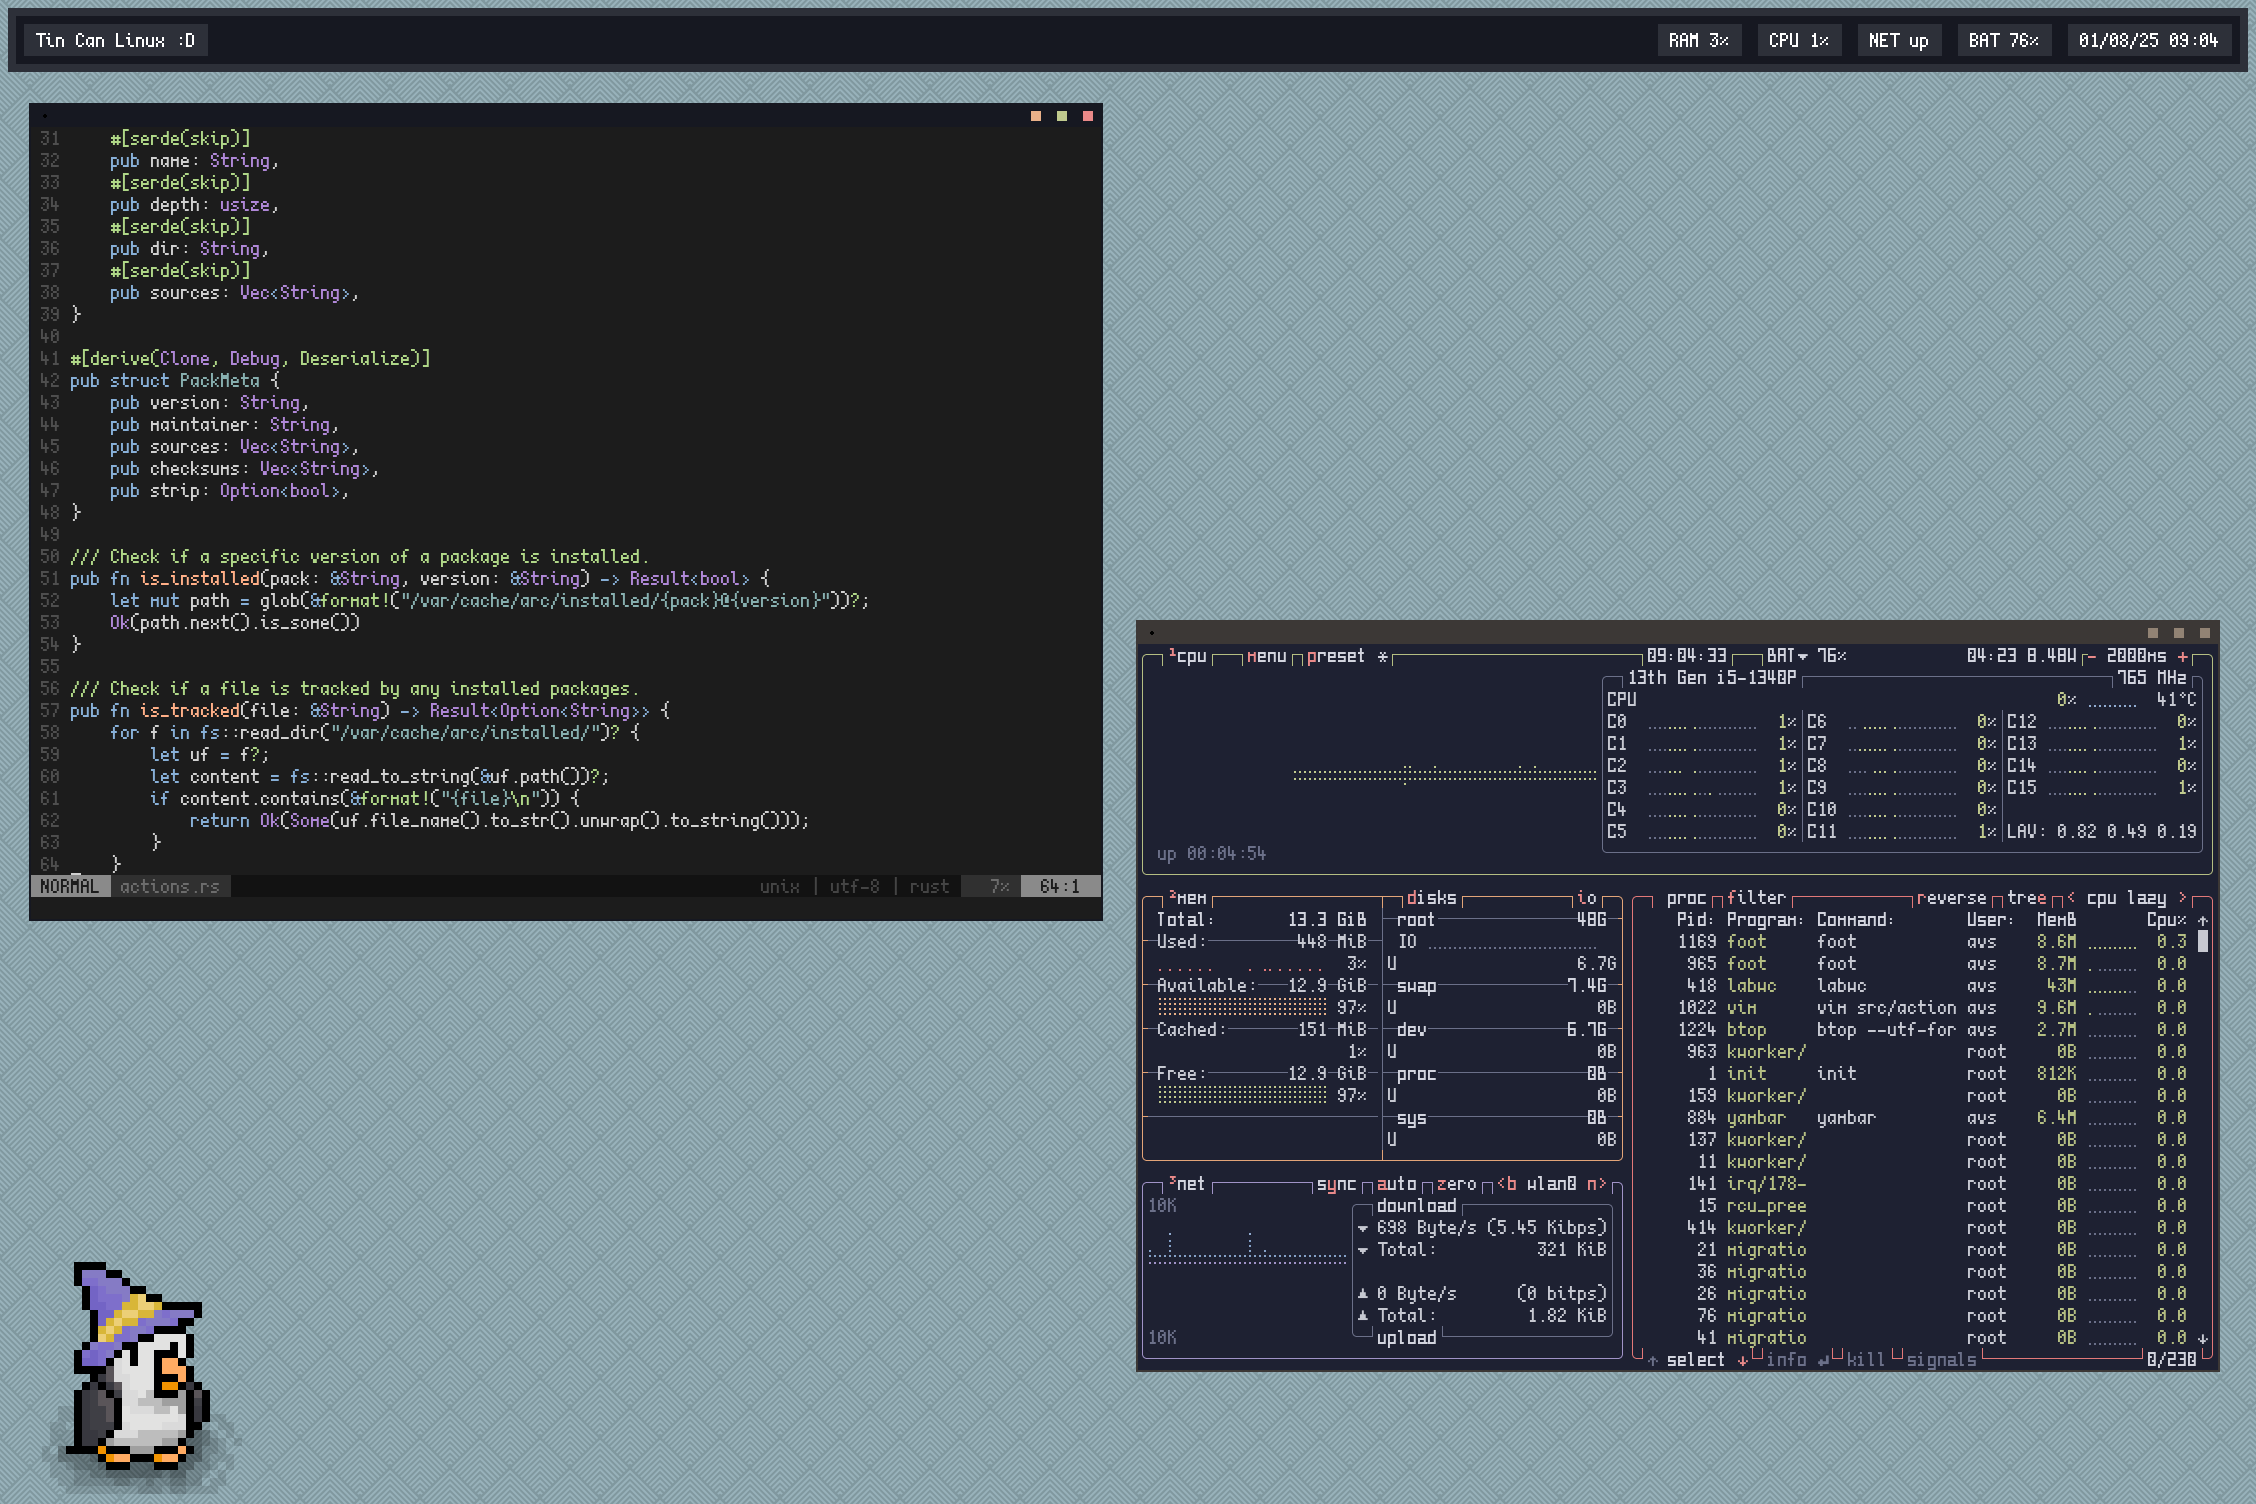 Tin Can Linux :D
RAM 3% CPU 1% NET up BAT 76% 01/08/25 09:04
31     #[serde(skip)]
32     pub name: String,
33     #[serde(skip)]
34     pub depth: usize,
35     #[serde(skip)]
36     pub dir: String,
37     #[serde(skip)]
38     pub sources: Vec<String>,
39 }
40
41 #[derive(Clone, Debug, Deserialize)]
42 pub struct PackMeta {
43     pub version: String,
44     pub maintainer: String,
45     pub sources: Vec<String>,
46     pub checksums: Vec<String>,
47     pub strip: Option<bool>,
48 }
49
50 /// Check if a specific version of a package is installed.
51 pub fn is_installed(pack: &String, version: &String) -> Result<bool> {
52     let mut path = glob(&format!("/var/cache/arc/installed/{pack}@{version}"))?;
53     Ok(path.next().is_some())
54 }
55
56 /// Check if a file is tracked by any installed packages.
57 pub fn is_tracked(file: &String) -> Result<Option<String>> {
58     for f in fs::read_dir("/var/cache/arc/installed/")? {
59         let uf = f?;
60         let content = fs::read_to_string(&uf.path())?;
61         if content.contains(&format!("{file}\n")) {
62             return Ok(Some(uf.file_name().to_str().unwrap().to_string()));
63         }
64     }
NORMAL actions.rs unix | utf-8 | rust 7% 64:1
¹cpu menu preset * 09:04:33 BAT▼ 76% 04:23 8.48W - 2000ms +
13th Gen i5-1340P 765 MHz
CPU 0% 41°C
C0 1% C6 0% C12 0%
C1 1% C7 0% C13 1%
C2 1% C8 0% C14 0%
C3 1% C9 0% C15 1%
C4 0% C10 0%
C5 0% C11 1% LAV: 0.82 0.49 0.19
up 00:04:54
²mem disks io
Total: 13.3 GiB
Used: 448 MiB
3%
Available: 12.9 GiB
97%
Cached: 151 MiB
1%
Free: 12.9 GiB
97%
root 48G
IO
U 6.7G
swap 7.4G
U 0B
dev 6.7G
U 0B
proc 0B
U 0B
sys 0B
U 0B
³net sync auto zero <b wlan0 n>
10K
10K
download
▼ 698 Byte/s (5.45 Kibps)
▼ Total: 321 KiB
▲ 0 Byte/s (0 bitps)
▲ Total: 1.82 KiB
upload
proc filter reverse tree < cpu lazy >
Pid: Program: Command: User: MemB Cpu% ↑
1169 foot foot avs 8.6M 0.3
965 foot foot avs 8.7M 0.0
418 labwc labwc avs 43M 0.0
1022 vim vim src/action avs 9.6M 0.0
1224 btop btop --utf-for avs 2.7M 0.0
963 kworker/ root 0B 0.0
1 init init root 812K 0.0
159 kworker/ root 0B 0.0
884 yambar yambar avs 6.4M 0.0
137 kworker/ root 0B 0.0
11 kworker/ root 0B 0.0
141 irq/178- root 0B 0.0
15 rcu_pree root 0B 0.0
414 kworker/ root 0B 0.0
21 migratio root 0B 0.0
36 migratio root 0B 0.0
26 migratio root 0B 0.0
76 migratio root 0B 0.0
41 migratio root 0B 0.0 ↓
↑ select ↓ info ↵ kill signals 0/230